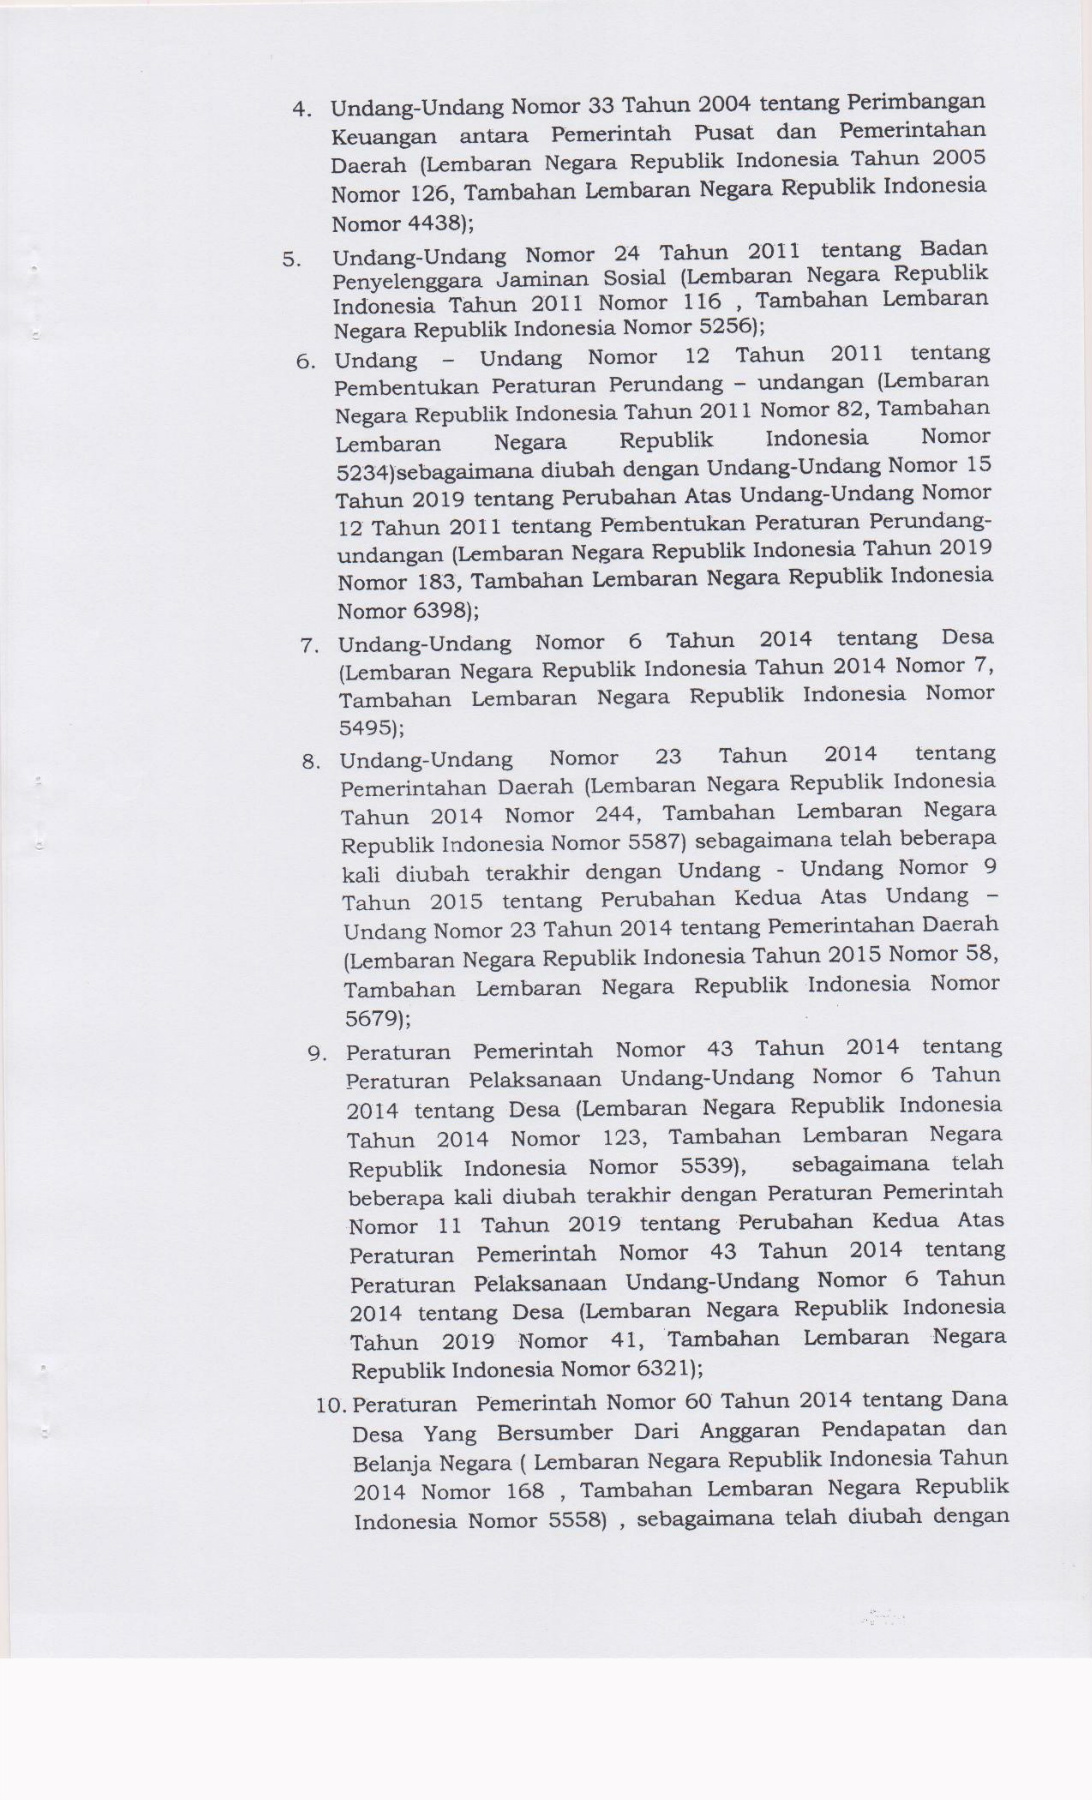 4. Undang-Undang Nomor 33 Tahun 2004 tentang Perimbangan
Keuangan antara Pemerintah Pusat dan Pemerintahan
Daerah (Lembaran Negara Republik Indonesia Tahun 2005
Nomor 126, Tambahan Lembaran Negara Republik Indonesia
Nomor 4438);
5. Undang-Undang Nomor 24 Tahun 2011 tentang Badan
Penyelenggara Jaminan Sosial (Lembaran Negara Republik
Indonesia Tahun 2011 Nomor 116 , Tambahan Lembaran
Negara Republik Indonesia Nomor 5256);
6. Undang – Undang Nomor 12 Tahun 2011 tentang
Pembentukan Peraturan Perundang – undangan (Lembaran
Negara Republik Indonesia Tahun 2011 Nomor 82, Tambahan
Lembaran Negara Republik Indonesia Nomor
5234)sebagaimana diubah dengan Undang-Undang Nomor 15
Tahun 2019 tentang Perubahan Atas Undang-Undang Nomor
12 Tahun 2011 tentang Pembentukan Peraturan Perundang-
undangan (Lembaran Negara Republik Indonesia Tahun 2019
Nomor 183, Tambahan Lembaran Negara Republik Indonesia
Nomor 6398);
7. Undang-Undang Nomor 6 Tahun 2014 tentang Desa
(Lembaran Negara Republik Indonesia Tahun 2014 Nomor 7,
Tambahan Lembaran Negara Republik Indonesia Nomor
5495);
8. Undang-Undang Nomor 23 Tahun 2014 tentang
Pemerintahan Daerah (Lembaran Negara Republik Indonesia
Tahun 2014 Nomor 244, Tambahan Lembaran Negara
Republik Indonesia Nomor 5587) sebagaimana telah beberapa
kali diubah terakhir dengan Undang - Undang Nomor 9
Tahun 2015 tentang Perubahan Kedua Atas Undang –
Undang Nomor 23 Tahun 2014 tentang Pemerintahan Daerah
(Lembaran Negara Republik Indonesia Tahun 2015 Nomor 58,
Tambahan Lembaran Negara Republik Indonesia Nomor
5679);
9. Peraturan Pemerintah Nomor 43 Tahun 2014 tentang
Peraturan Pelaksanaan Undang-Undang Nomor 6 Tahun
2014 tentang Desa (Lembaran Negara Republik Indonesia
Tahun 2014 Nomor 123, Tambahan Lembaran Negara
Republik Indonesia Nomor 5539), sebagaimana telah
beberapa kali diubah terakhir dengan Peraturan Pemerintah
Nomor 11 Tahun 2019 tentang Perubahan Kedua Atas
Peraturan Pemerintah Nomor 43 Tahun 2014 tentang
Peraturan Pelaksanaan Undang-Undang Nomor 6 Tahun
2014 tentang Desa (Lembaran Negara Republik Indonesia
Tahun 2019 Nomor 41, Tambahan Lembaran Negara
Republik Indonesia Nomor 6321);
10. Peraturan Pemerintah Nomor 60 Tahun 2014 tentang Dana
Desa Yang Bersumber Dari Anggaran Pendapatan dan
Belanja Negara ( Lembaran Negara Republik Indonesia Tahun
2014 Nomor 168 , Tambahan Lembaran Negara Republik
Indonesia Nomor 5558) , sebagaimana telah diubah dengan